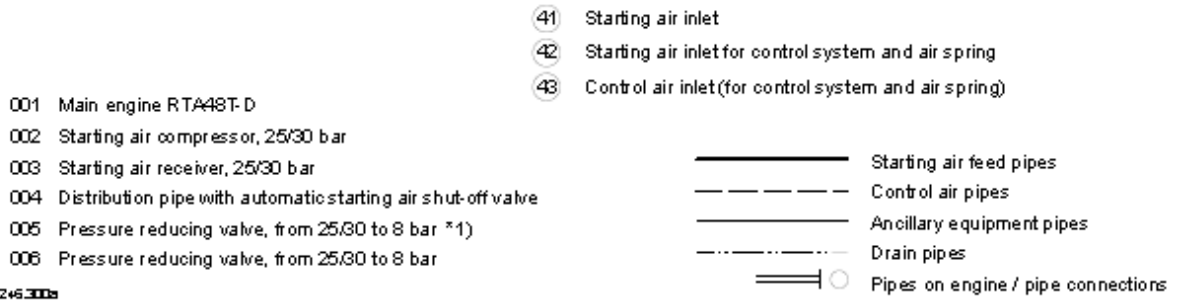 41 Starting air inlet
42 Starting air inlet for control system and air spring
43 Control air inlet (for control system and air spring)
001 Main engine RTA48T-D
002 Starting air compressor, 25/30 bar
003 Starting air receiver, 25/30 bar
004 Distribution pipe with automatic starting air shut-off valve
005 Pressure reducing valve, from 25/30 to 8 bar *1)
006 Pressure reducing valve, from 25/30 to 8 bar
Starting air feed pipes
Control air pipes
Ancillary equipment pipes
Drain pipes
Pipes on engine / pipe connections